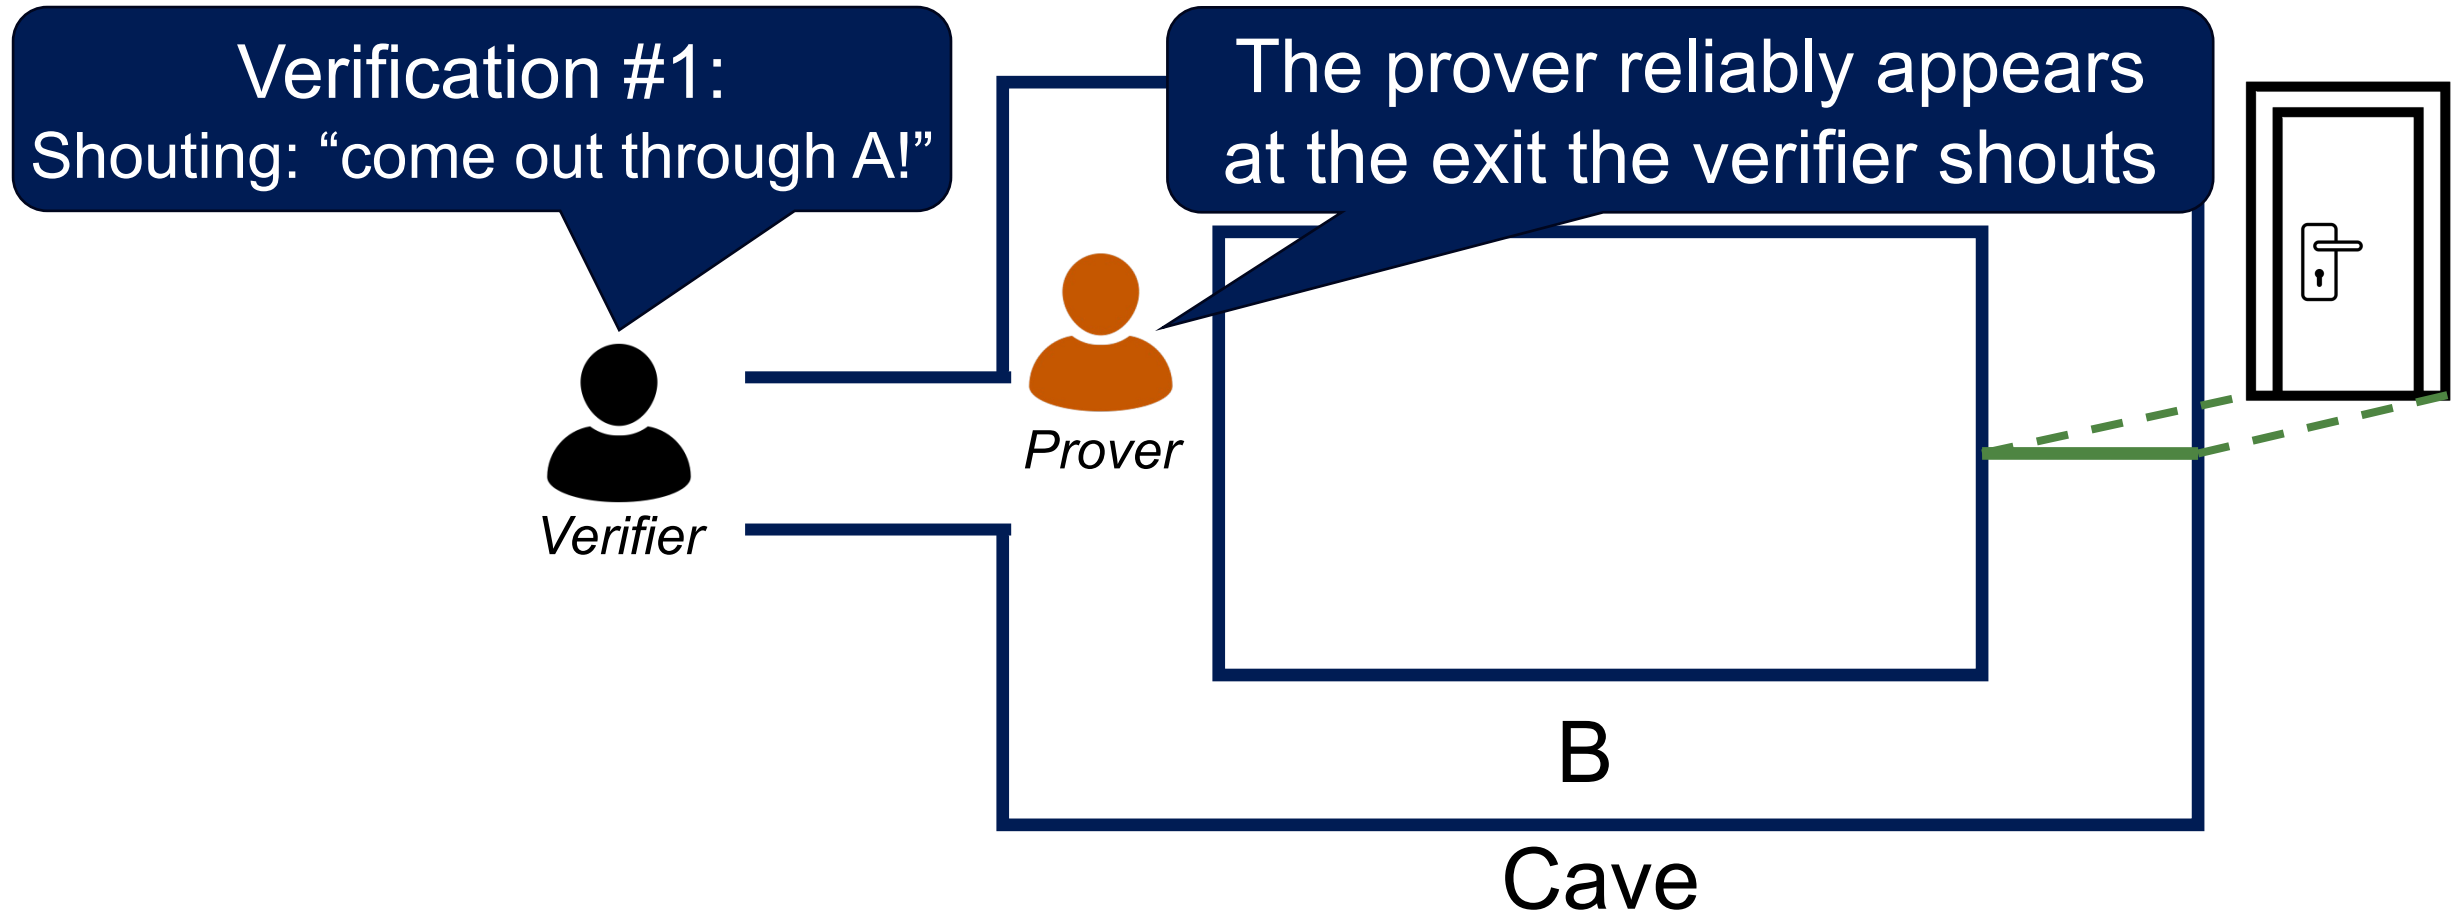 Verification #1:
Shouting: “come out through A!”
The prover reliably appears
at the exit the verifier shouts
Prover
Verifier
B
Cave